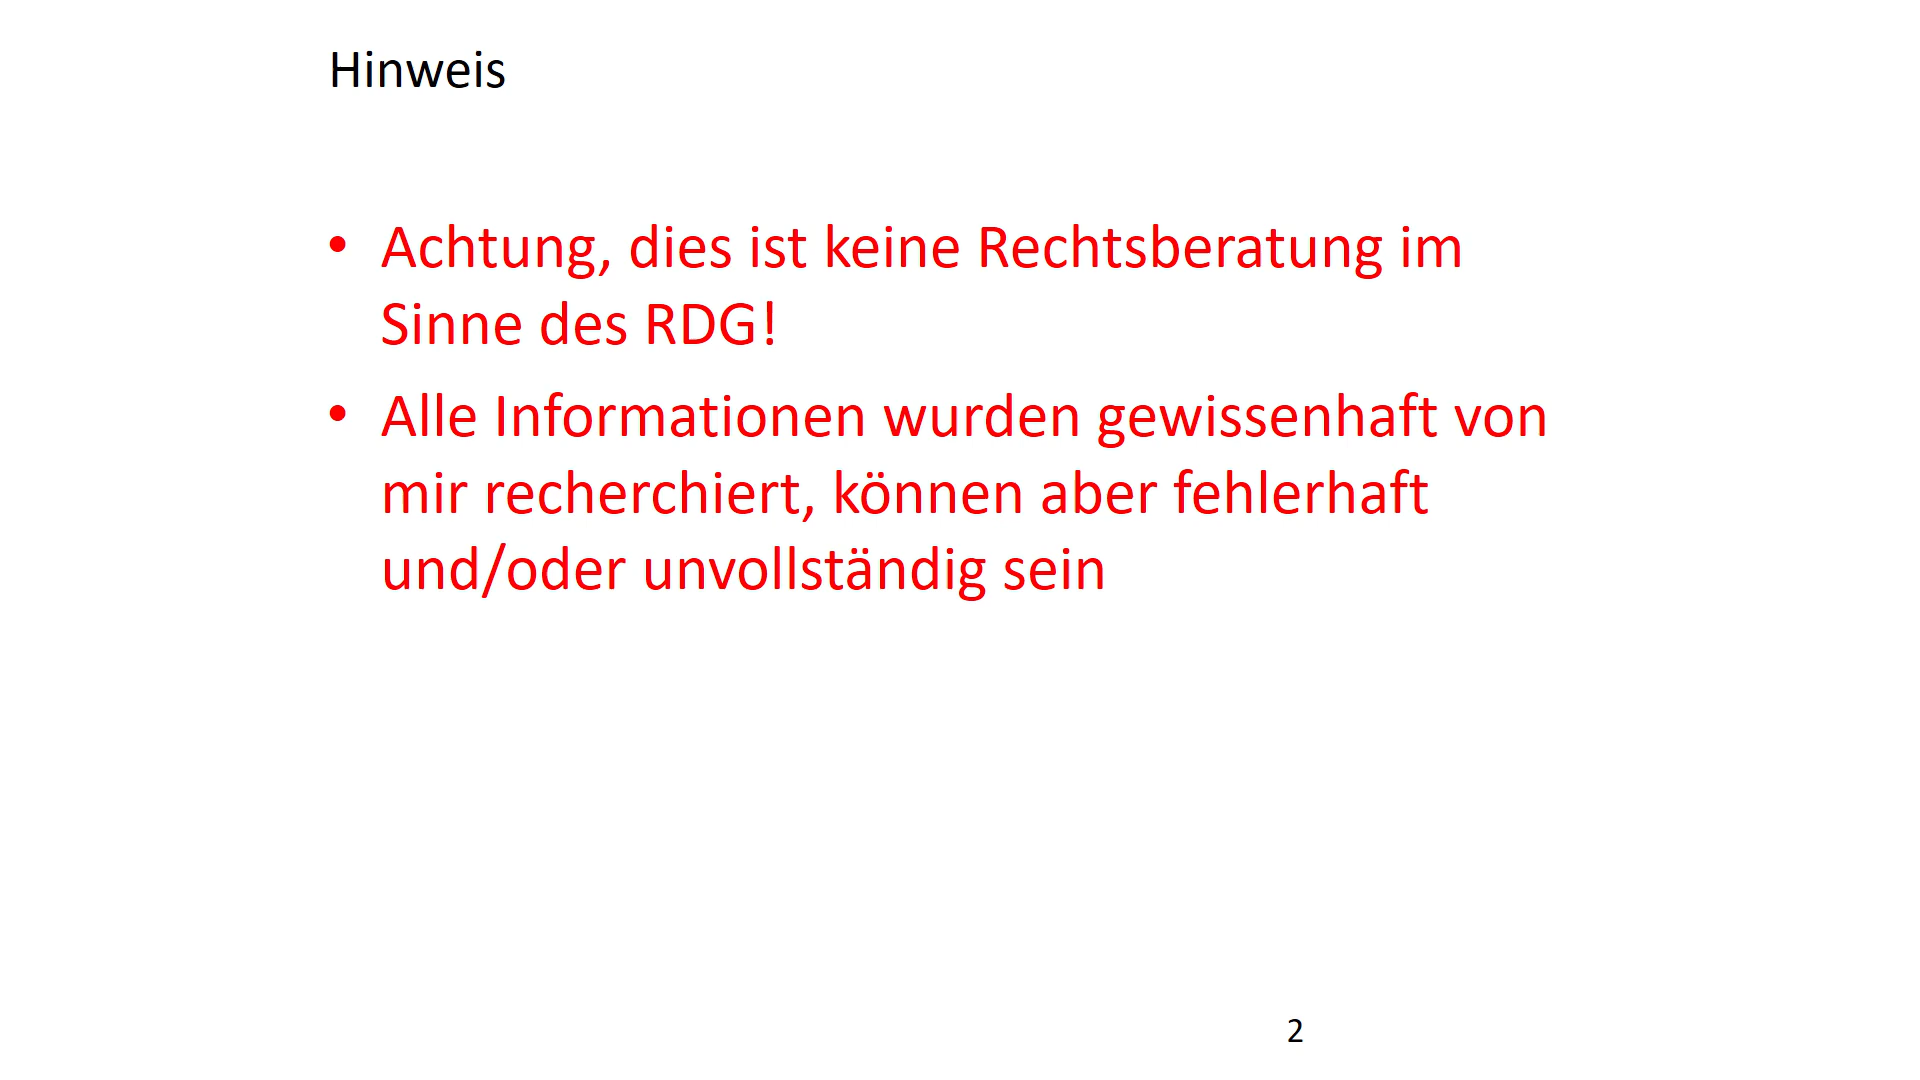 Hinweis
• Achtung, dies ist keine Rechtsberatung im
Sinne des RDG!
• Alle Informationen wurden gewissenhaft von
mir recherchiert, können aber fehlerhaft
und/oder unvollständig sein
2